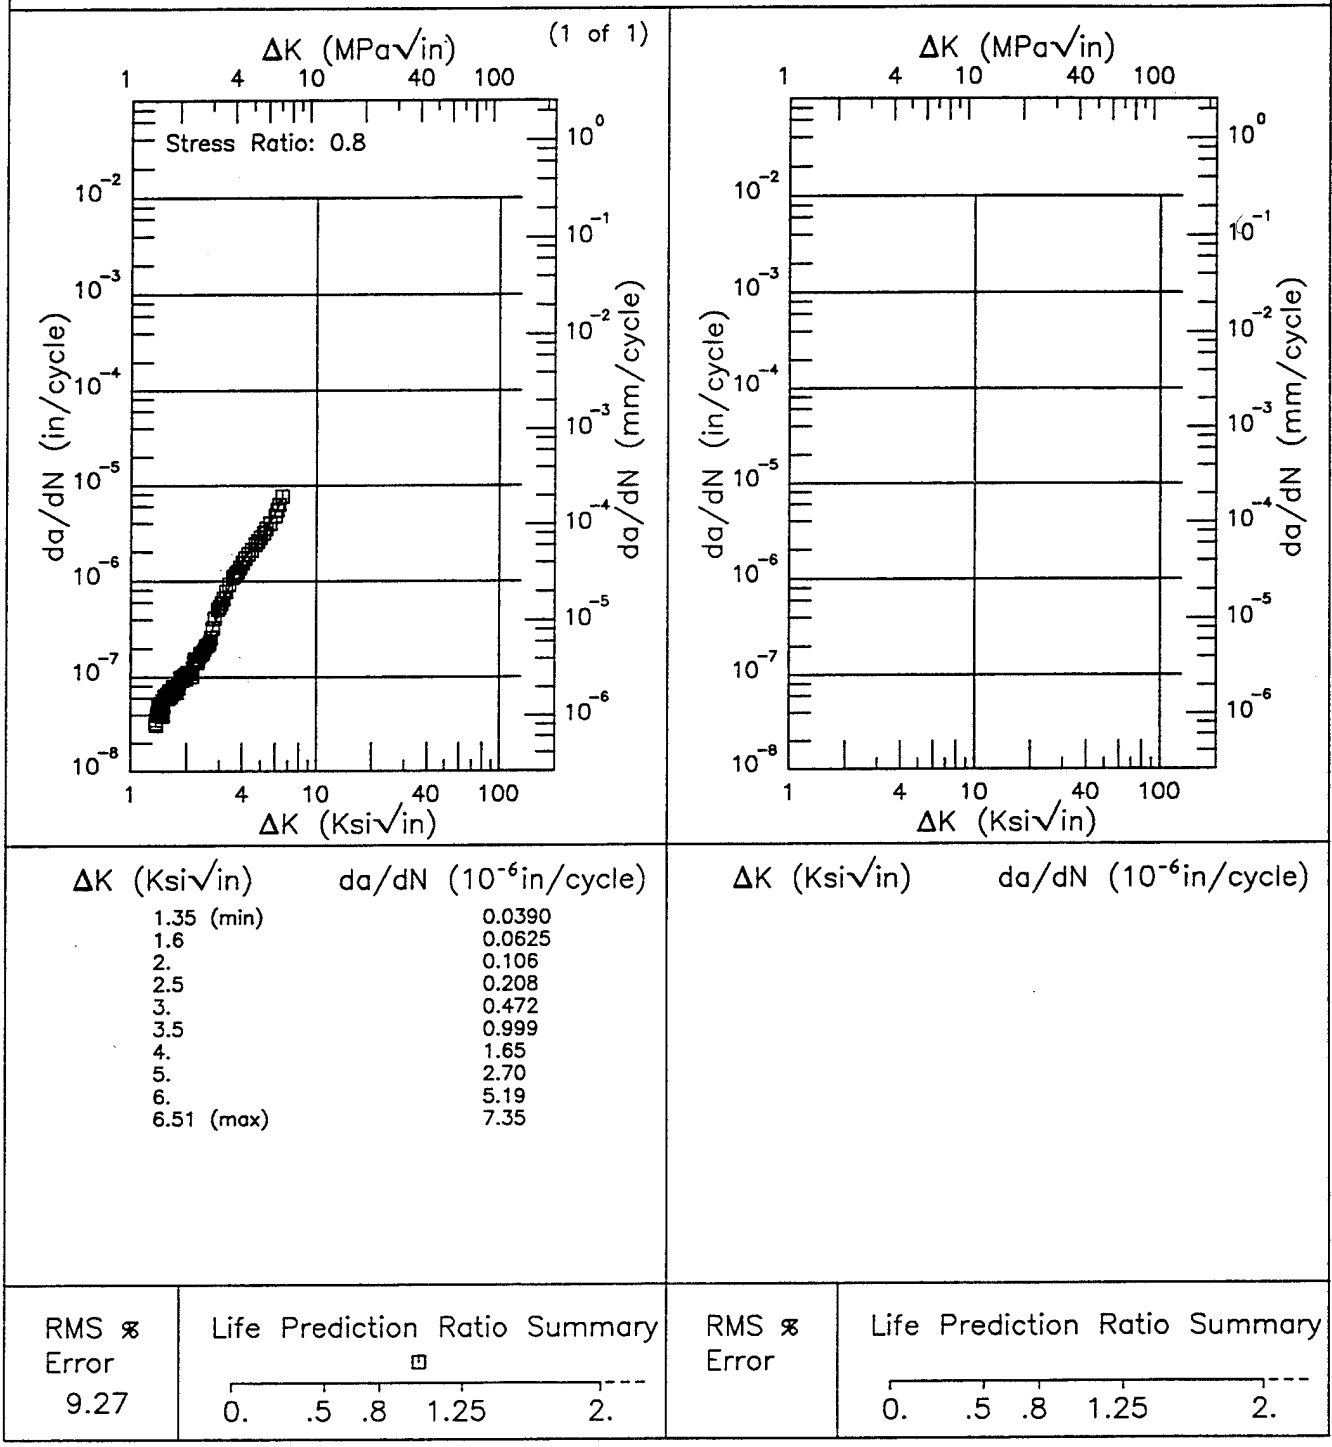 (1 of 1)
ΔK (MPa√in)
1 4 10 40 100
Stress Ratio: 0.8
10⁰
10⁻²
10⁻¹
10⁻³
10⁻²
10⁻⁴
10⁻³
10⁻⁵
10⁻⁴
10⁻⁶
10⁻⁵
10⁻⁷
10⁻⁶
10⁻⁸
da/dN (in/cycle)
da/dN (mm/cycle)
1 4 10 40 100
ΔK (Ksi√in)
ΔK (MPa√in)
1 4 10 40 100
10⁰
10⁻²
10⁻¹
10⁻³
10⁻²
10⁻⁴
10⁻³
10⁻⁵
10⁻⁴
10⁻⁶
10⁻⁵
10⁻⁷
10⁻⁶
10⁻⁸
da/dN (in/cycle)
da/dN (mm/cycle)
1 4 10 40 100
ΔK (Ksi√in)
ΔK (Ksi√in) da/dN (10⁻⁶in/cycle)
1.35 (min) 0.0390
1.6 0.0625
2. 0.106
2.5 0.208
3. 0.472
3.5 0.999
4. 1.65
5. 2.70
6. 5.19
6.51 (max) 7.35
ΔK (Ksi√in) da/dN (10⁻⁶in/cycle)
RMS %
Error
9.27
Life Prediction Ratio Summary
0. .5 .8 1.25 2.
RMS %
Error
Life Prediction Ratio Summary
0. .5 .8 1.25 2.